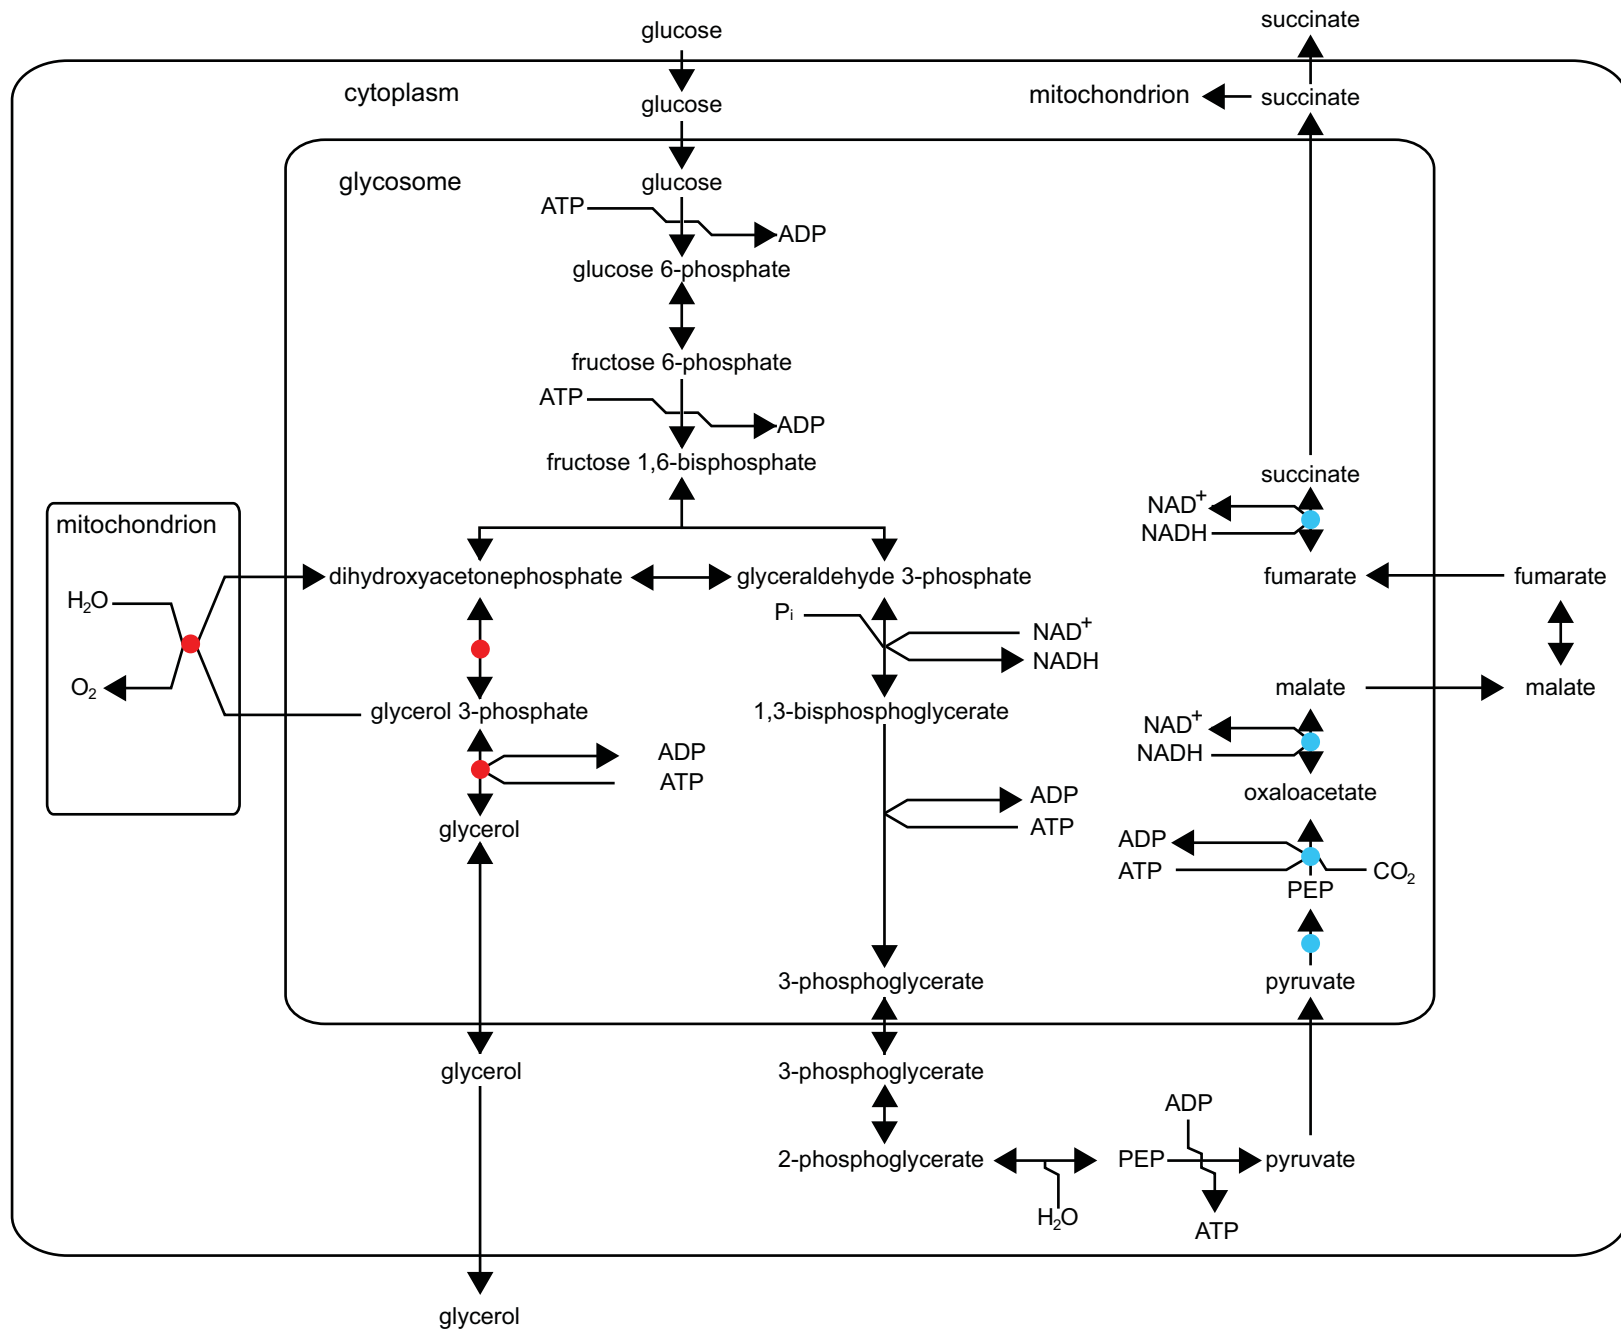 glucose
succinate
cytoplasm
glucose
mitochondrion
succinate
glycosome
glucose
ATP
ADP
glucose 6-phosphate
fructose 6-phosphate
ATP
ADP
fructose 1,6-bisphosphate
succinate
NAD+
NADH
mitochondrion
dihydroxyacetonephosphate
glyceraldehyde 3-phosphate
fumarate
fumarate
H2O
Pi
NAD+
NADH
O2
malate
malate
glycerol 3-phosphate
1,3-bisphosphoglycerate
NAD+
NADH
ADP
ATP
oxaloacetate
ADP
ATP
glycerol
ADP
ATP
CO2
PEP
3-phosphoglycerate
pyruvate
glycerol
3-phosphoglycerate
ADP
2-phosphoglycerate
PEP
pyruvate
H2O
ATP
glycerol